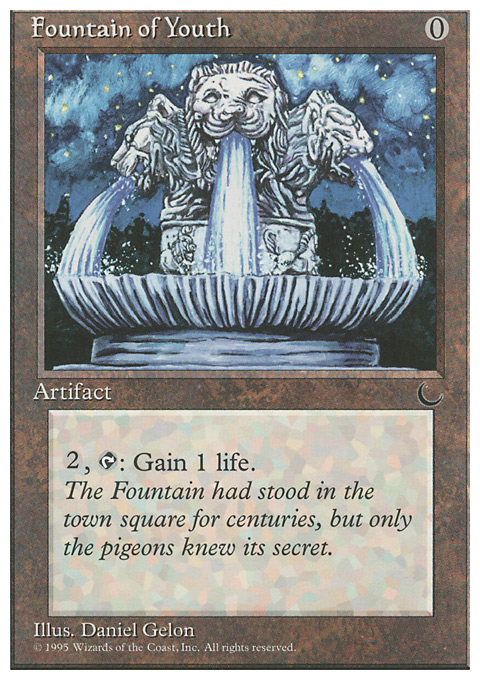 Fountain of Youth 0
Artifact
2, : Gain 1 life.
The Fountain had stood in the
town square for centuries, but only
the pigeons knew its secret.
Illus. Daniel Gelon
© 1995 Wizards of the Coast, Inc. All rights reserved.